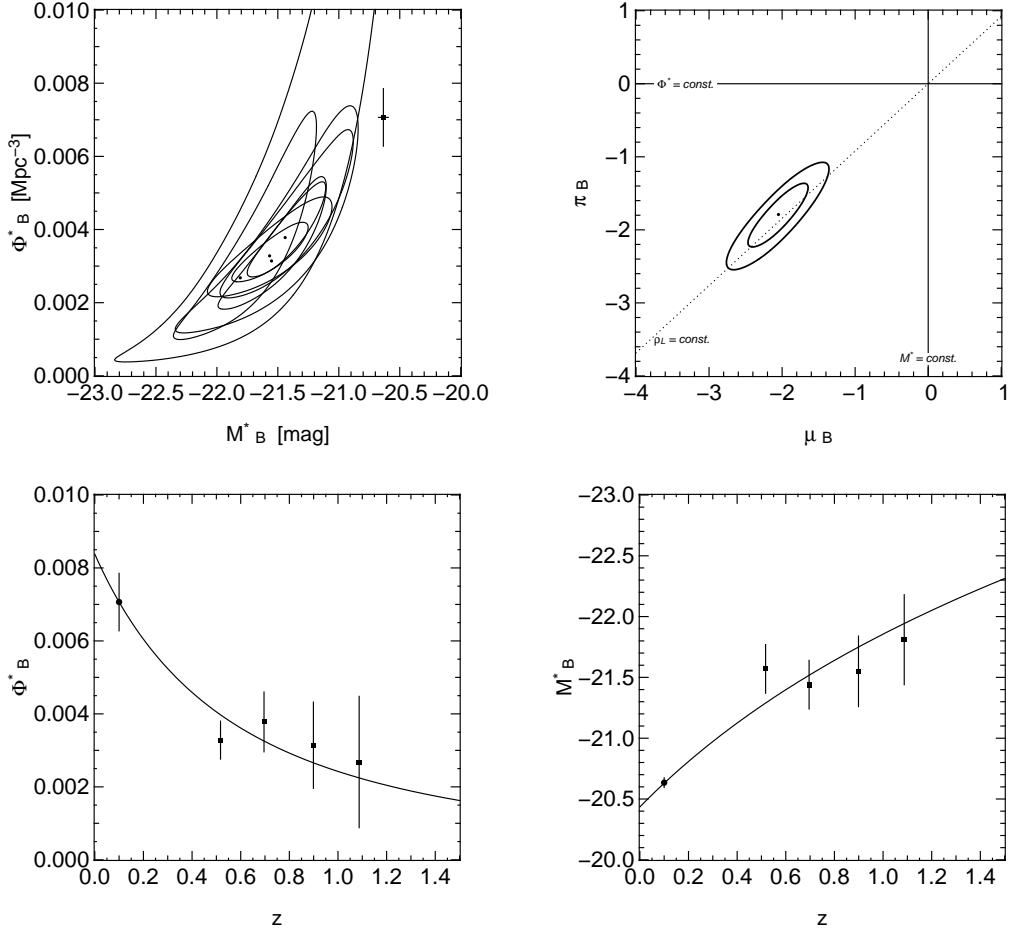 0.010
0.008
0.006
0.004
0.002
0.000
Φ*B [Mpc−3]
−23.0 −22.5 −22.0 −21.5 −21.0 −20.5 −20.0
M*B [mag]
1
0
−1
−2
−3
−4
πB
Φ* = const.
ρL = const.
M* = const.
−4 −3 −2 −1 0 1
μB
0.010
0.008
0.006
0.004
0.002
0.000
Φ*B
0.0 0.2 0.4 0.6 0.8 1.0 1.2 1.4
z
−23.0
−22.5
−22.0
−21.5
−21.0
−20.5
−20.0
M*B
0.0 0.2 0.4 0.6 0.8 1.0 1.2 1.4
z